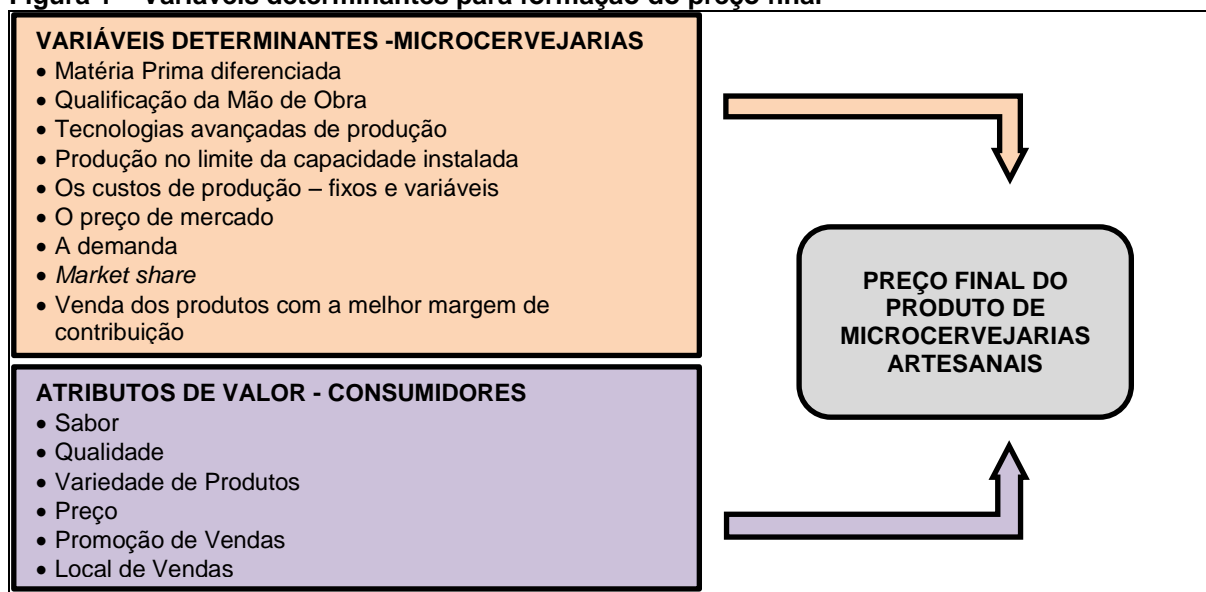 Figura 1 – Variáveis determinantes para formação do preço final
VARIÁVEIS DETERMINANTES -MICROCERVEJARIAS
• Matéria Prima diferenciada
• Qualificação da Mão de Obra
• Tecnologias avançadas de produção
• Produção no limite da capacidade instalada
• Os custos de produção – fixos e variáveis
• O preço de mercado
• A demanda
• Market share
• Venda dos produtos com a melhor margem de
contribuição
ATRIBUTOS DE VALOR - CONSUMIDORES
• Sabor
• Qualidade
• Variedade de Produtos
• Preço
• Promoção de Vendas
• Local de Vendas
PREÇO FINAL DO
PRODUTO DE
MICROCERVEJARIAS
ARTESANAIS